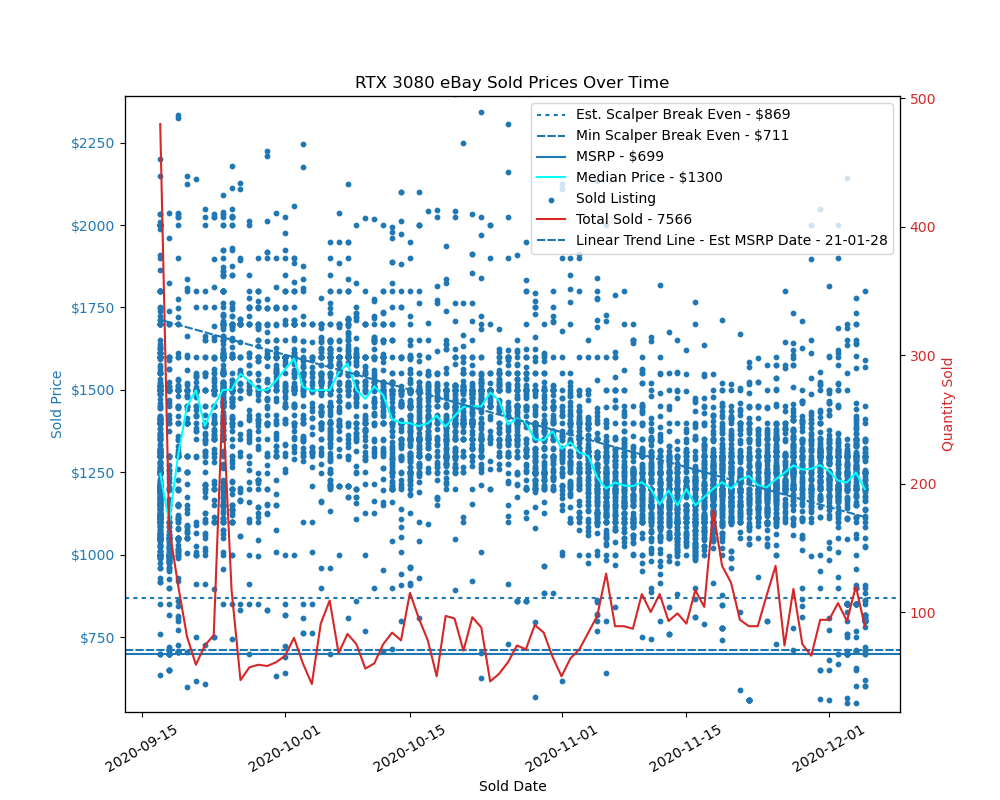 RTX 3080 eBay Sold Prices Over Time
Est. Scalper Break Even - $869
Min Scalper Break Even - $711
MSRP - $699
Median Price - $1300
Sold Listing
Total Sold - 7566
Linear Trend Line - Est MSRP Date - 21-01-28
$2250
$2000
$1750
$1500
$1250
$1000
$750
Sold Price
500
400
300
200
100
Quantity Sold
2020-09-15
2020-10-01
2020-10-15
2020-11-01
2020-11-15
2020-12-01
Sold Date